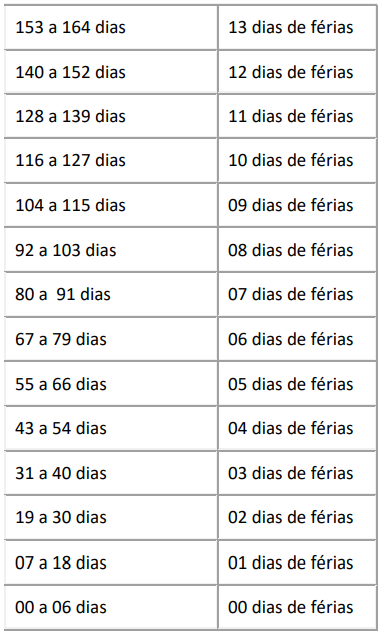 153 a 164 dias 13 dias de férias
140 a 152 dias 12 dias de férias
128 a 139 dias 11 dias de férias
116 a 127 dias 10 dias de férias
104 a 115 dias 09 dias de férias
92 a 103 dias 08 dias de férias
80 a  91 dias 07 dias de férias
67 a 79 dias 06 dias de férias
55 a 66 dias 05 dias de férias
43 a 54 dias 04 dias de férias
31 a 40 dias 03 dias de férias
19 a 30 dias 02 dias de férias
07 a 18 dias 01 dias de férias
00 a 06 dias 00 dias de férias